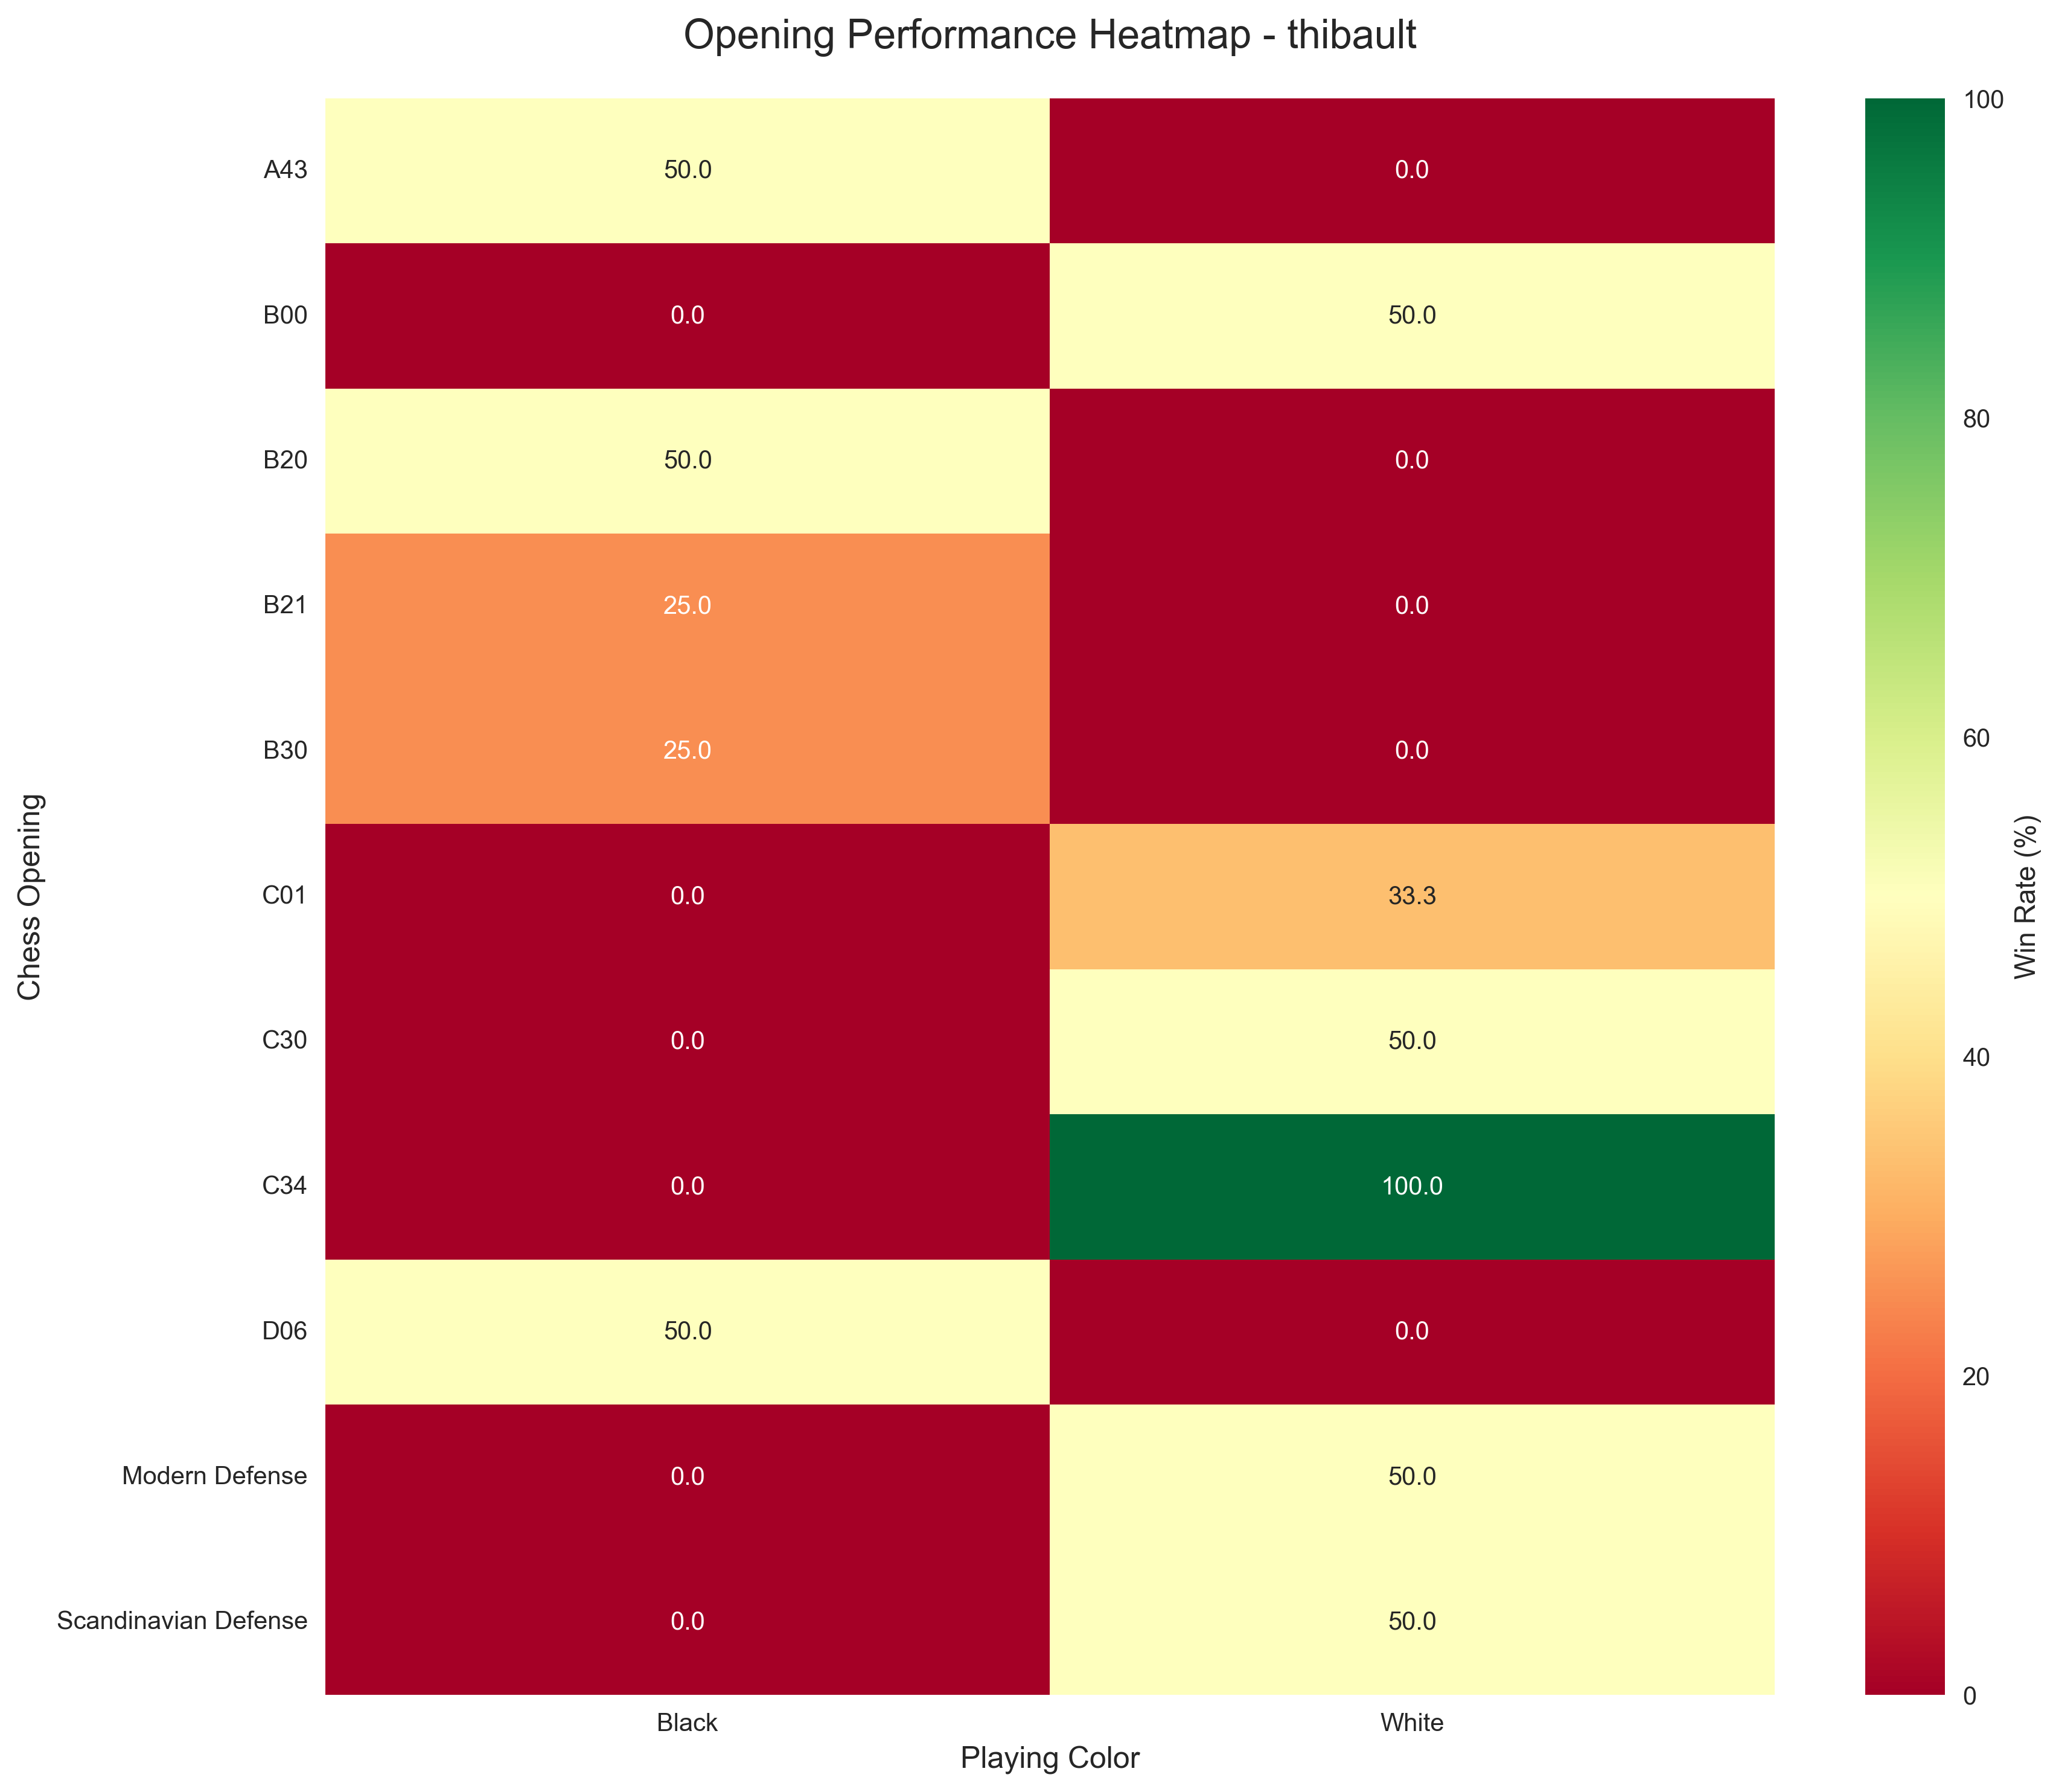 Opening Performance Heatmap - thibault
Chess Opening
A43 50.0 0.0
B00 0.0 50.0
B20 50.0 0.0
B21 25.0 0.0
B30 25.0 0.0
C01 0.0 33.3
C30 0.0 50.0
C34 0.0 100.0
D06 50.0 0.0
Modern Defense 0.0 50.0
Scandinavian Defense 0.0 50.0
Black White
Playing Color
100
80
60
40
20
0
Win Rate (%)